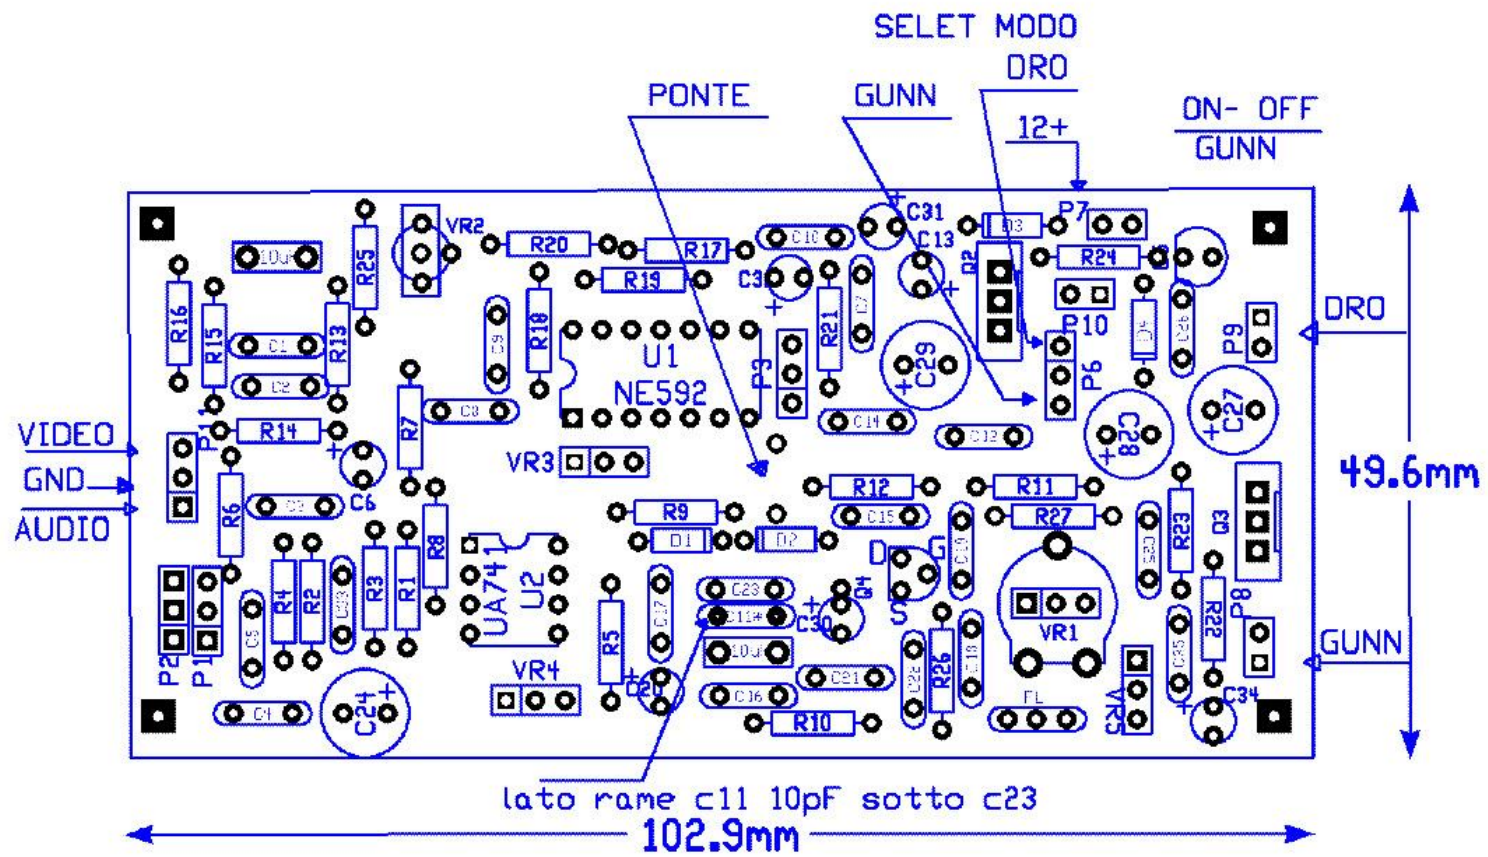 SELET MODO
DRO
PONTE
GUNN
12+
ON- OFF
GUNN
C31
P7
D3
VR2
R20
R17
C10
C13
R24
10u
R25
Q2
R19
C3
R16
R15
R13
C9
R18
R21
C7
P10
D4
C26
P9
DRO
C1
U1
NE592
P3
C29
P6
C2
R7
C8
C14
C12
C28
C27
VIDEO
P11
R14
VR3
49.6mm
GND
C6
R12
R11
AUDIO
R6
C3
R8
R9
C15
R27
R23
Q3
D1
D2
D
G
C19
R4
R2
R3
R1
UA741
U2
C23
Q4
C11*
C30
S
VR1
R22
P8
C5
R5
C17
10u
GUNN
P2
P1
VR4
C21
C22
R26
C18
VR5
C35
C34
C4
C24
C16
R10
FL
lato rame c11 10pF sotto c23
102.9mm